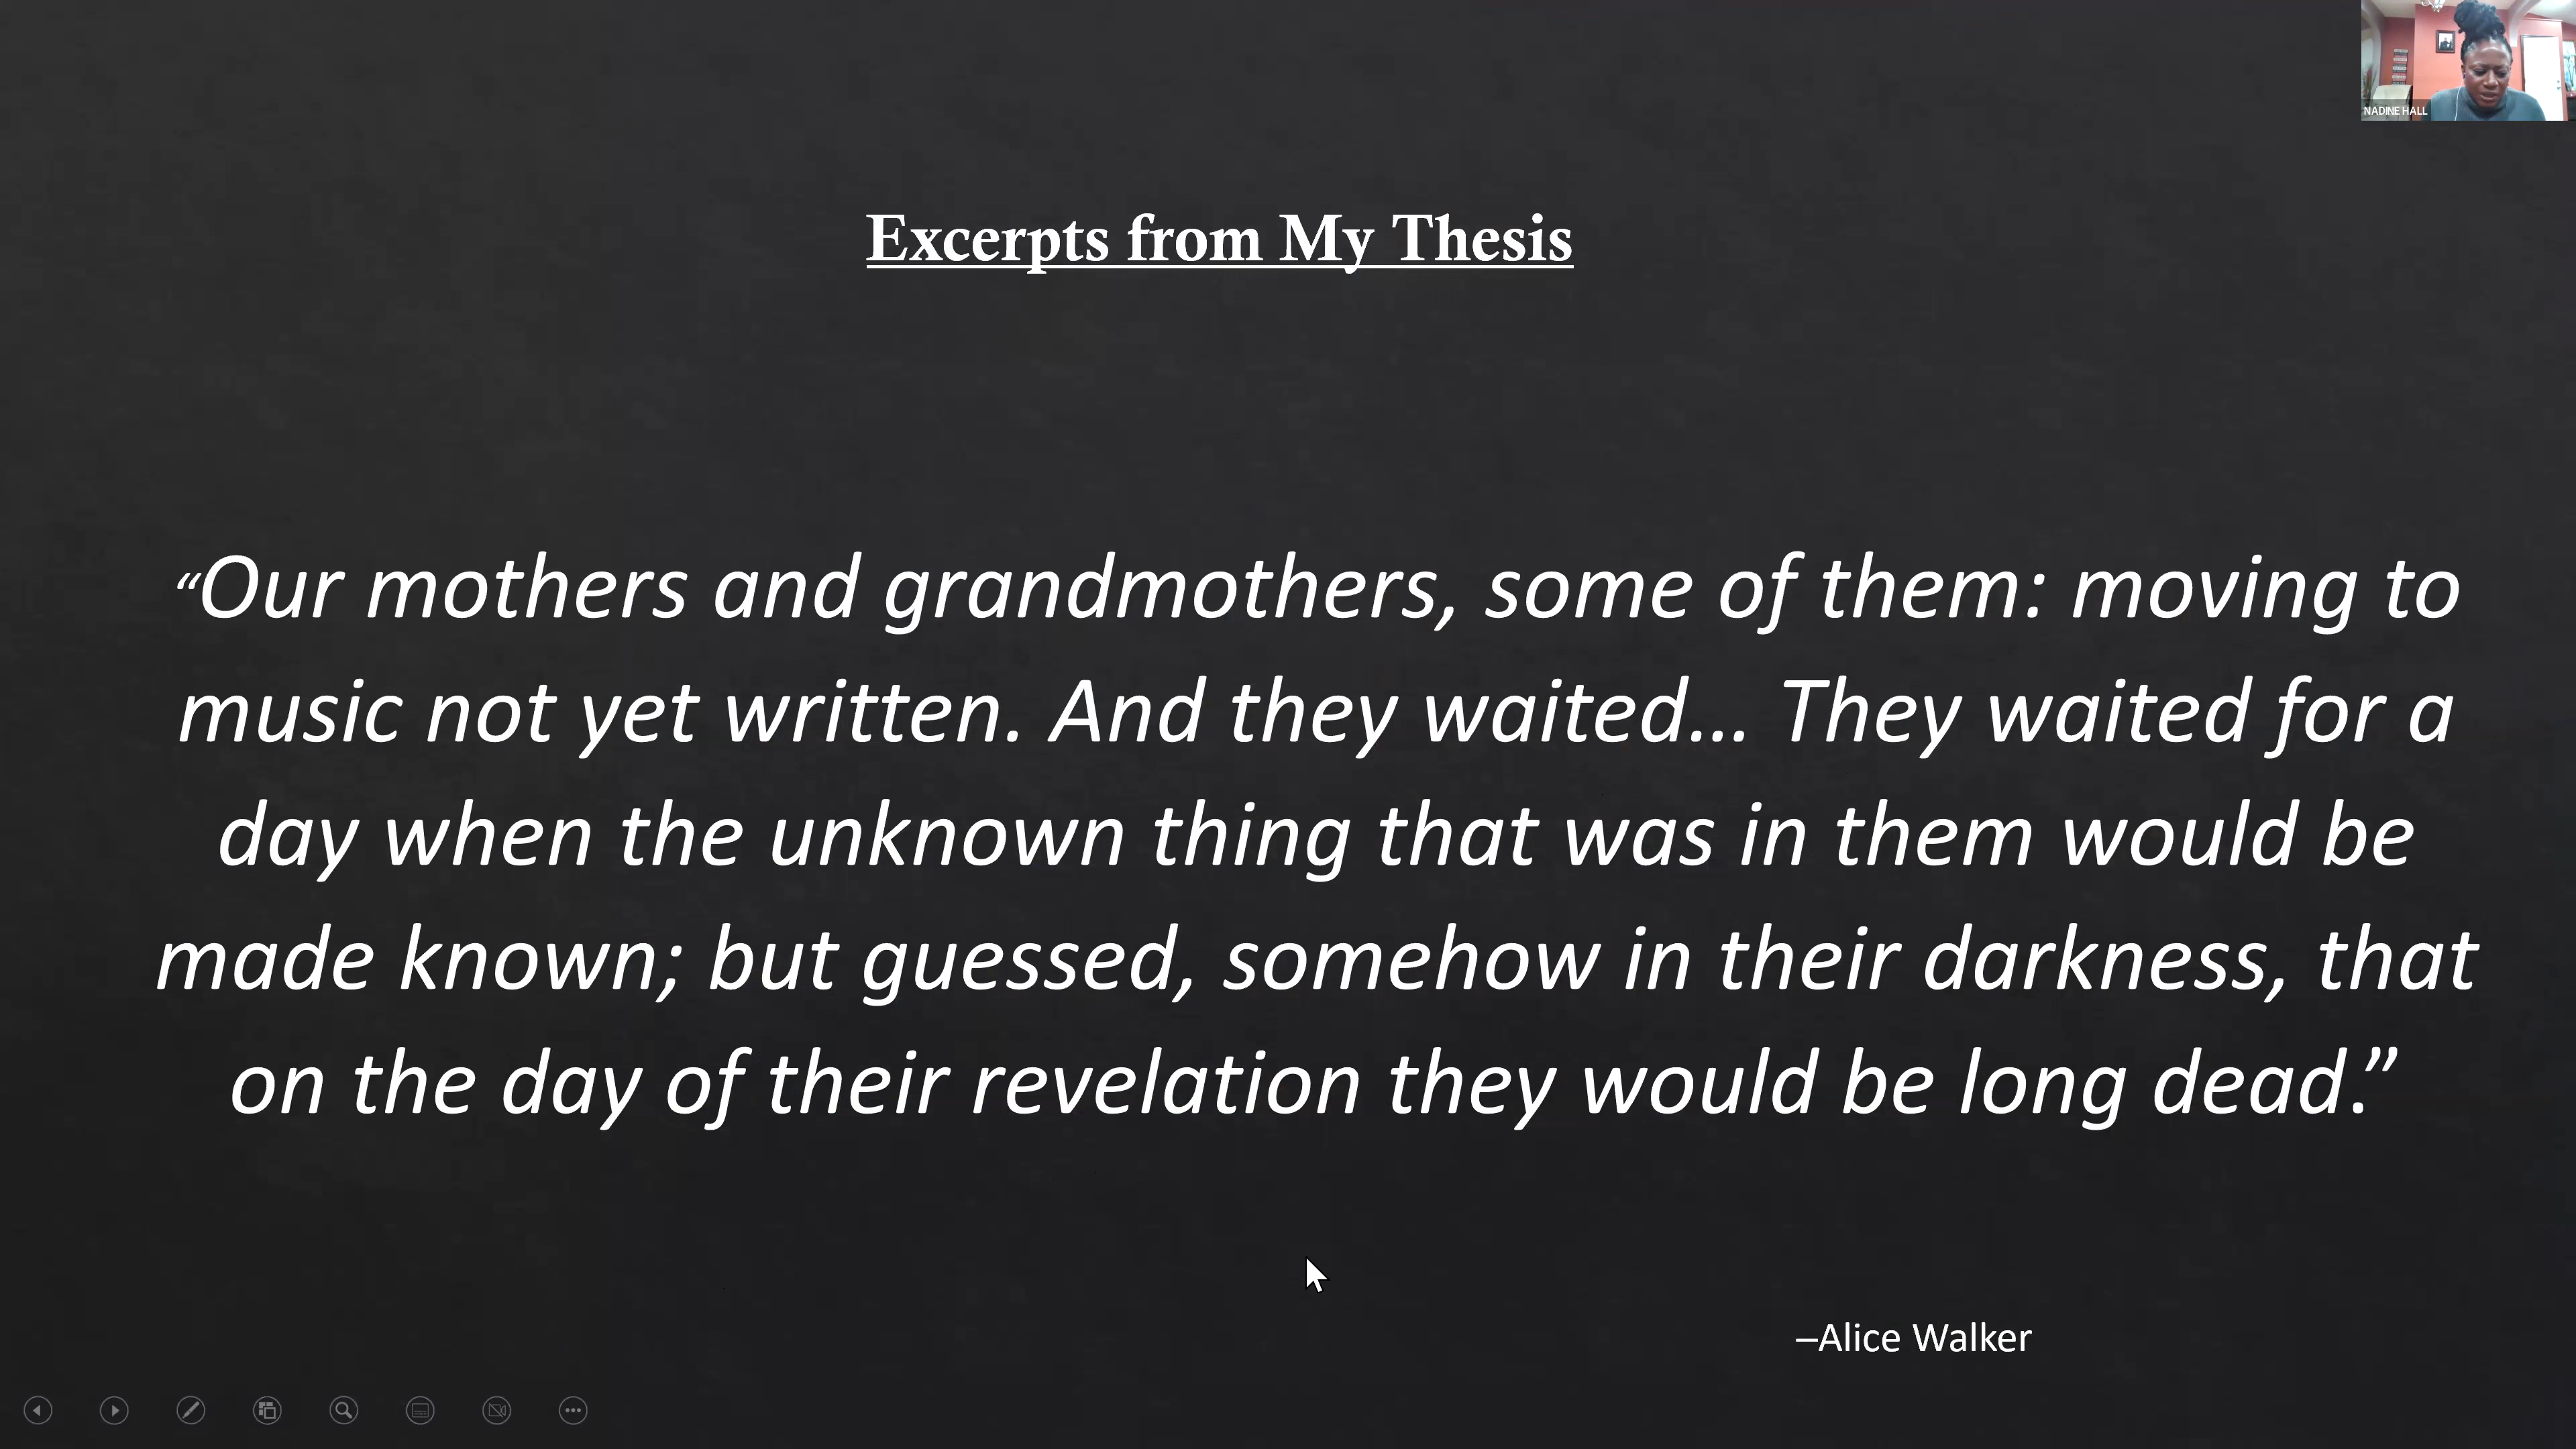 NADINE HALL
Excerpts from My Thesis
“Our mothers and grandmothers, some of them: moving to
music not yet written. And they waited... They waited for a
day when the unknown thing that was in them would be
made known; but guessed, somehow in their darkness, that
on the day of their revelation they would be long dead.”
–Alice Walker